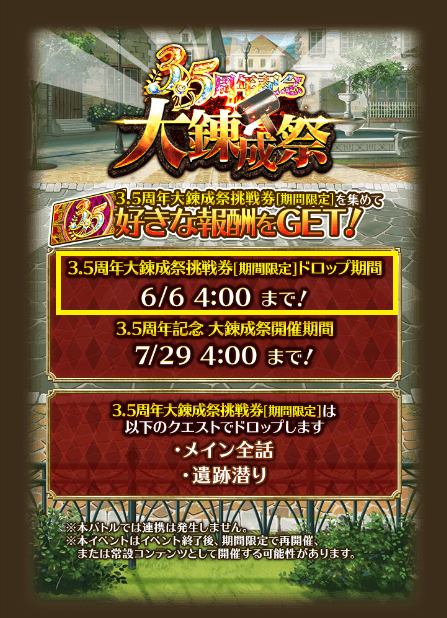 3.5周年記念
大錬成祭
3.5周年大錬成祭挑戦券[期間限定]を集めて
3.5
好きな報酬をGET!
3.5周年大錬成祭挑戦券[期間限定]ドロップ期間
6/6 4:00 まで!
3.5周年記念 大錬成祭開催期間
7/29 4:00 まで!
3.5周年大錬成祭挑戦券[期間限定]は
以下のクエストでドロップします
・メイン全話
・遺跡潜り
※本バトルでは連携は発生しません。
※本イベントはイベント終了後、期間限定で再開催、
または常設コンテンツとして開催する可能性があります。